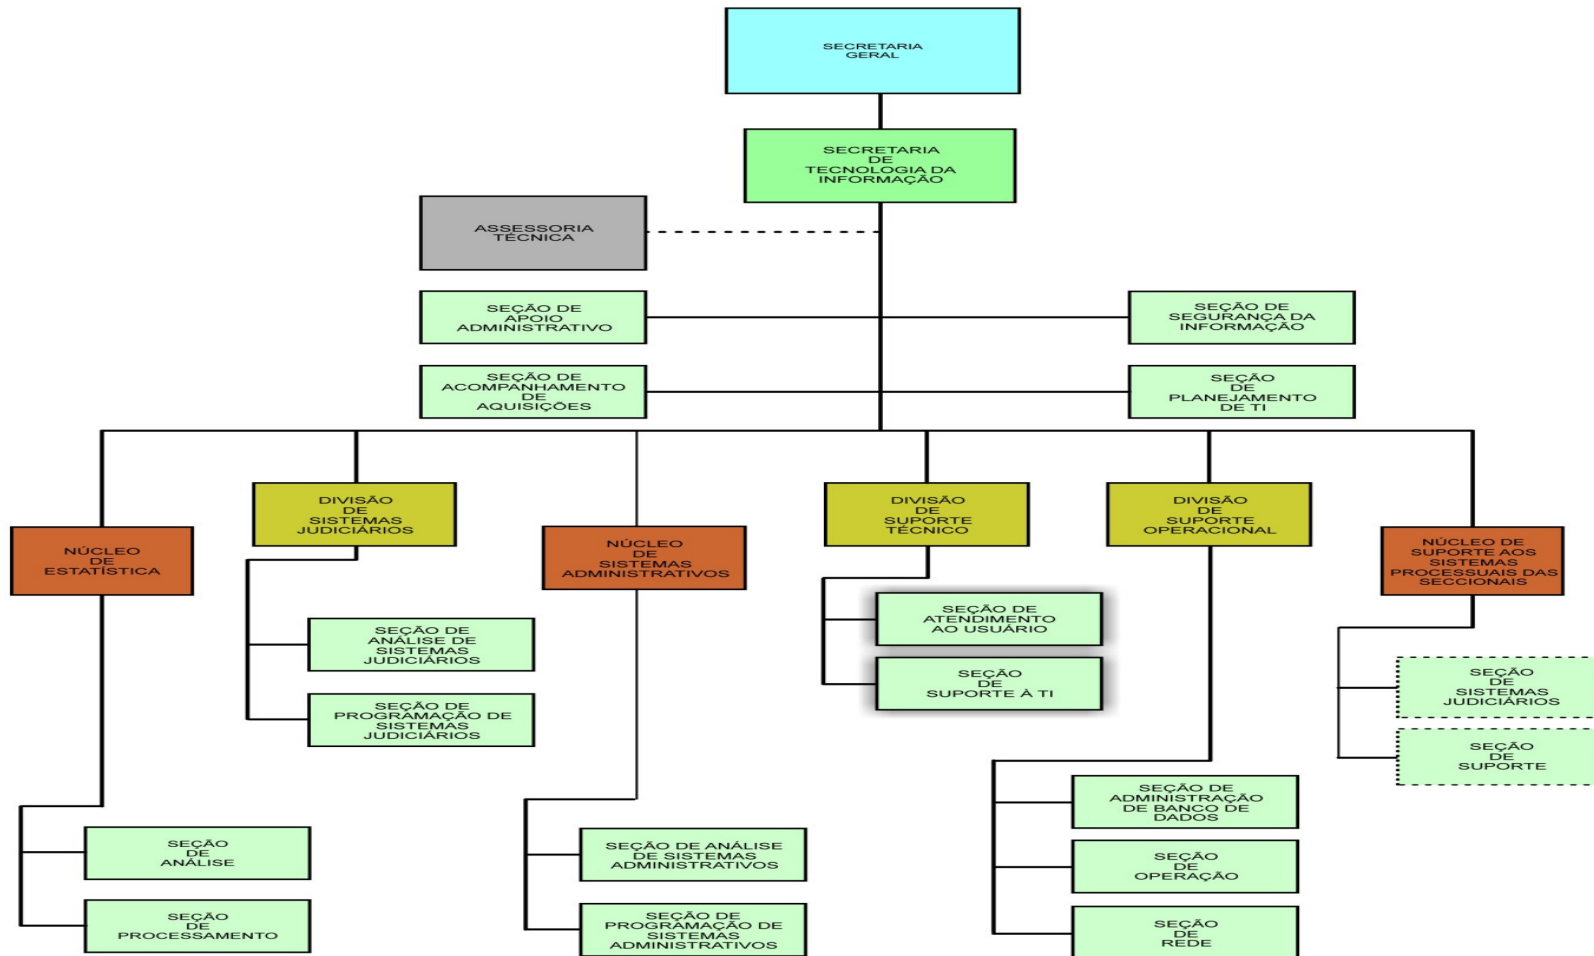 SECRETARIA
GERAL
SECRETARIA
DE
TECNOLOGIA DA
INFORMAÇÃO
ASSESSORIA
TÉCNICA
SEÇÃO DE
APOIO
ADMINISTRATIVO
SEÇÃO DE
SEGURANÇA DA
INFORMAÇÃO
SEÇÃO DE
ACOMPANHAMENTO
DE
AQUISIÇÕES
SEÇÃO
DE
PLANEJAMENTO
DE TI
NÚCLEO
DE
ESTATÍSTICA
DIVISÃO
DE
SISTEMAS
JUDICIÁRIOS
NÚCLEO
DE
SISTEMAS
ADMINISTRATIVOS
DIVISÃO
DE
SUPORTE
TÉCNICO
DIVISÃO
DE
SUPORTE
OPERACIONAL
NÚCLEO DE
SUPORTE AOS
SISTEMAS
PROCESSUAIS DAS
SECCIONAIS
SEÇÃO DE
ANÁLISE DE
SISTEMAS
JUDICIÁRIOS
SEÇÃO DE
PROGRAMAÇÃO DE
SISTEMAS
JUDICIÁRIOS
SEÇÃO DE
ATENDIMENTO
AO USUÁRIO
SEÇÃO
DE
SUPORTE À TI
SEÇÃO
DE
SISTEMAS
JUDICIÁRIOS
SEÇÃO
DE
SUPORTE
SEÇÃO
DE
ANÁLISE
SEÇÃO
DE
PROCESSAMENTO
SEÇÃO DE ANÁLISE
DE SISTEMAS
ADMINISTRATIVOS
SEÇÃO DE
PROGRAMAÇÃO DE
SISTEMAS
ADMINISTRATIVOS
SEÇÃO DE
ADMINISTRAÇÃO
DE BANCO DE
DADOS
SEÇÃO
DE
OPERAÇÃO
SEÇÃO
DE
REDE